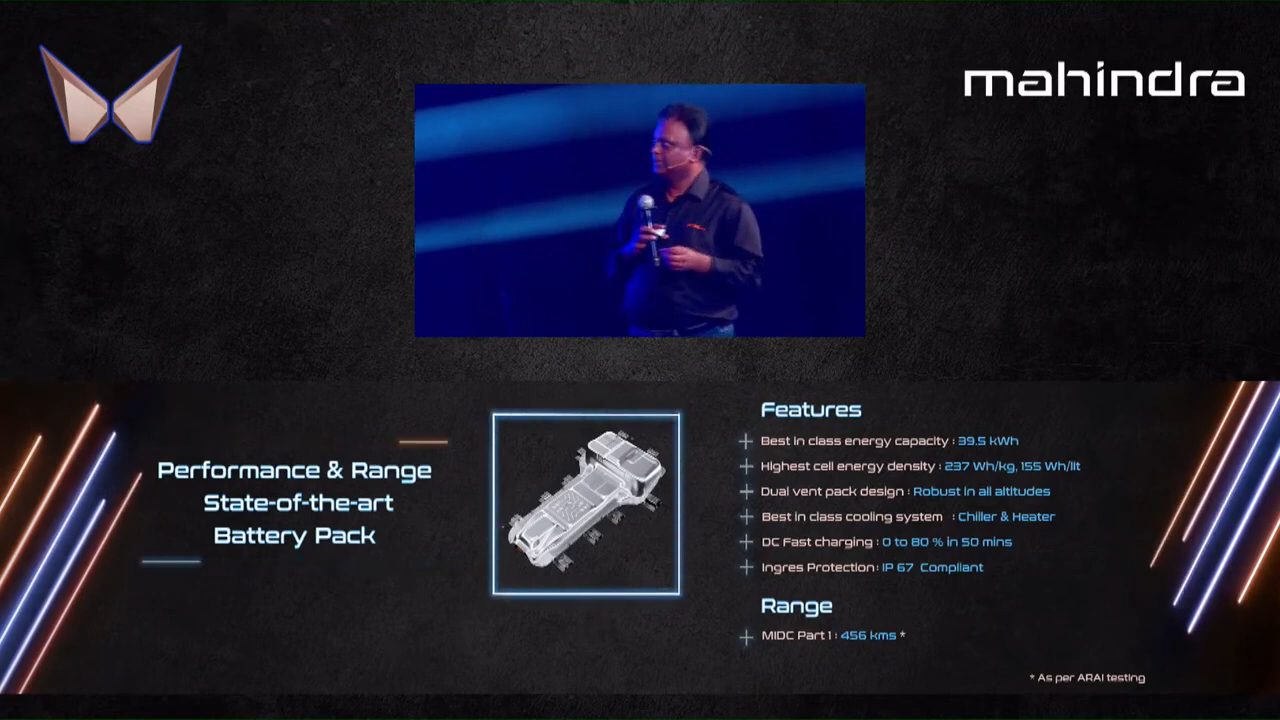 mahindra
Performance & Range
State-of-the-art
Battery Pack
Features
Best in class energy capacity : 39.5 kWh
Highest cell energy density : 237 Wh/kg, 155 Wh/lit
Dual vent pack design : Robust in all altitudes
Best in class cooling system : Chiller & Heater
DC Fast charging : 0 to 80 % in 50 mins
Ingres Protection: IP 67 Compliant
Range
MIDC Part 1 : 456 kms *
* As per ARAI testing